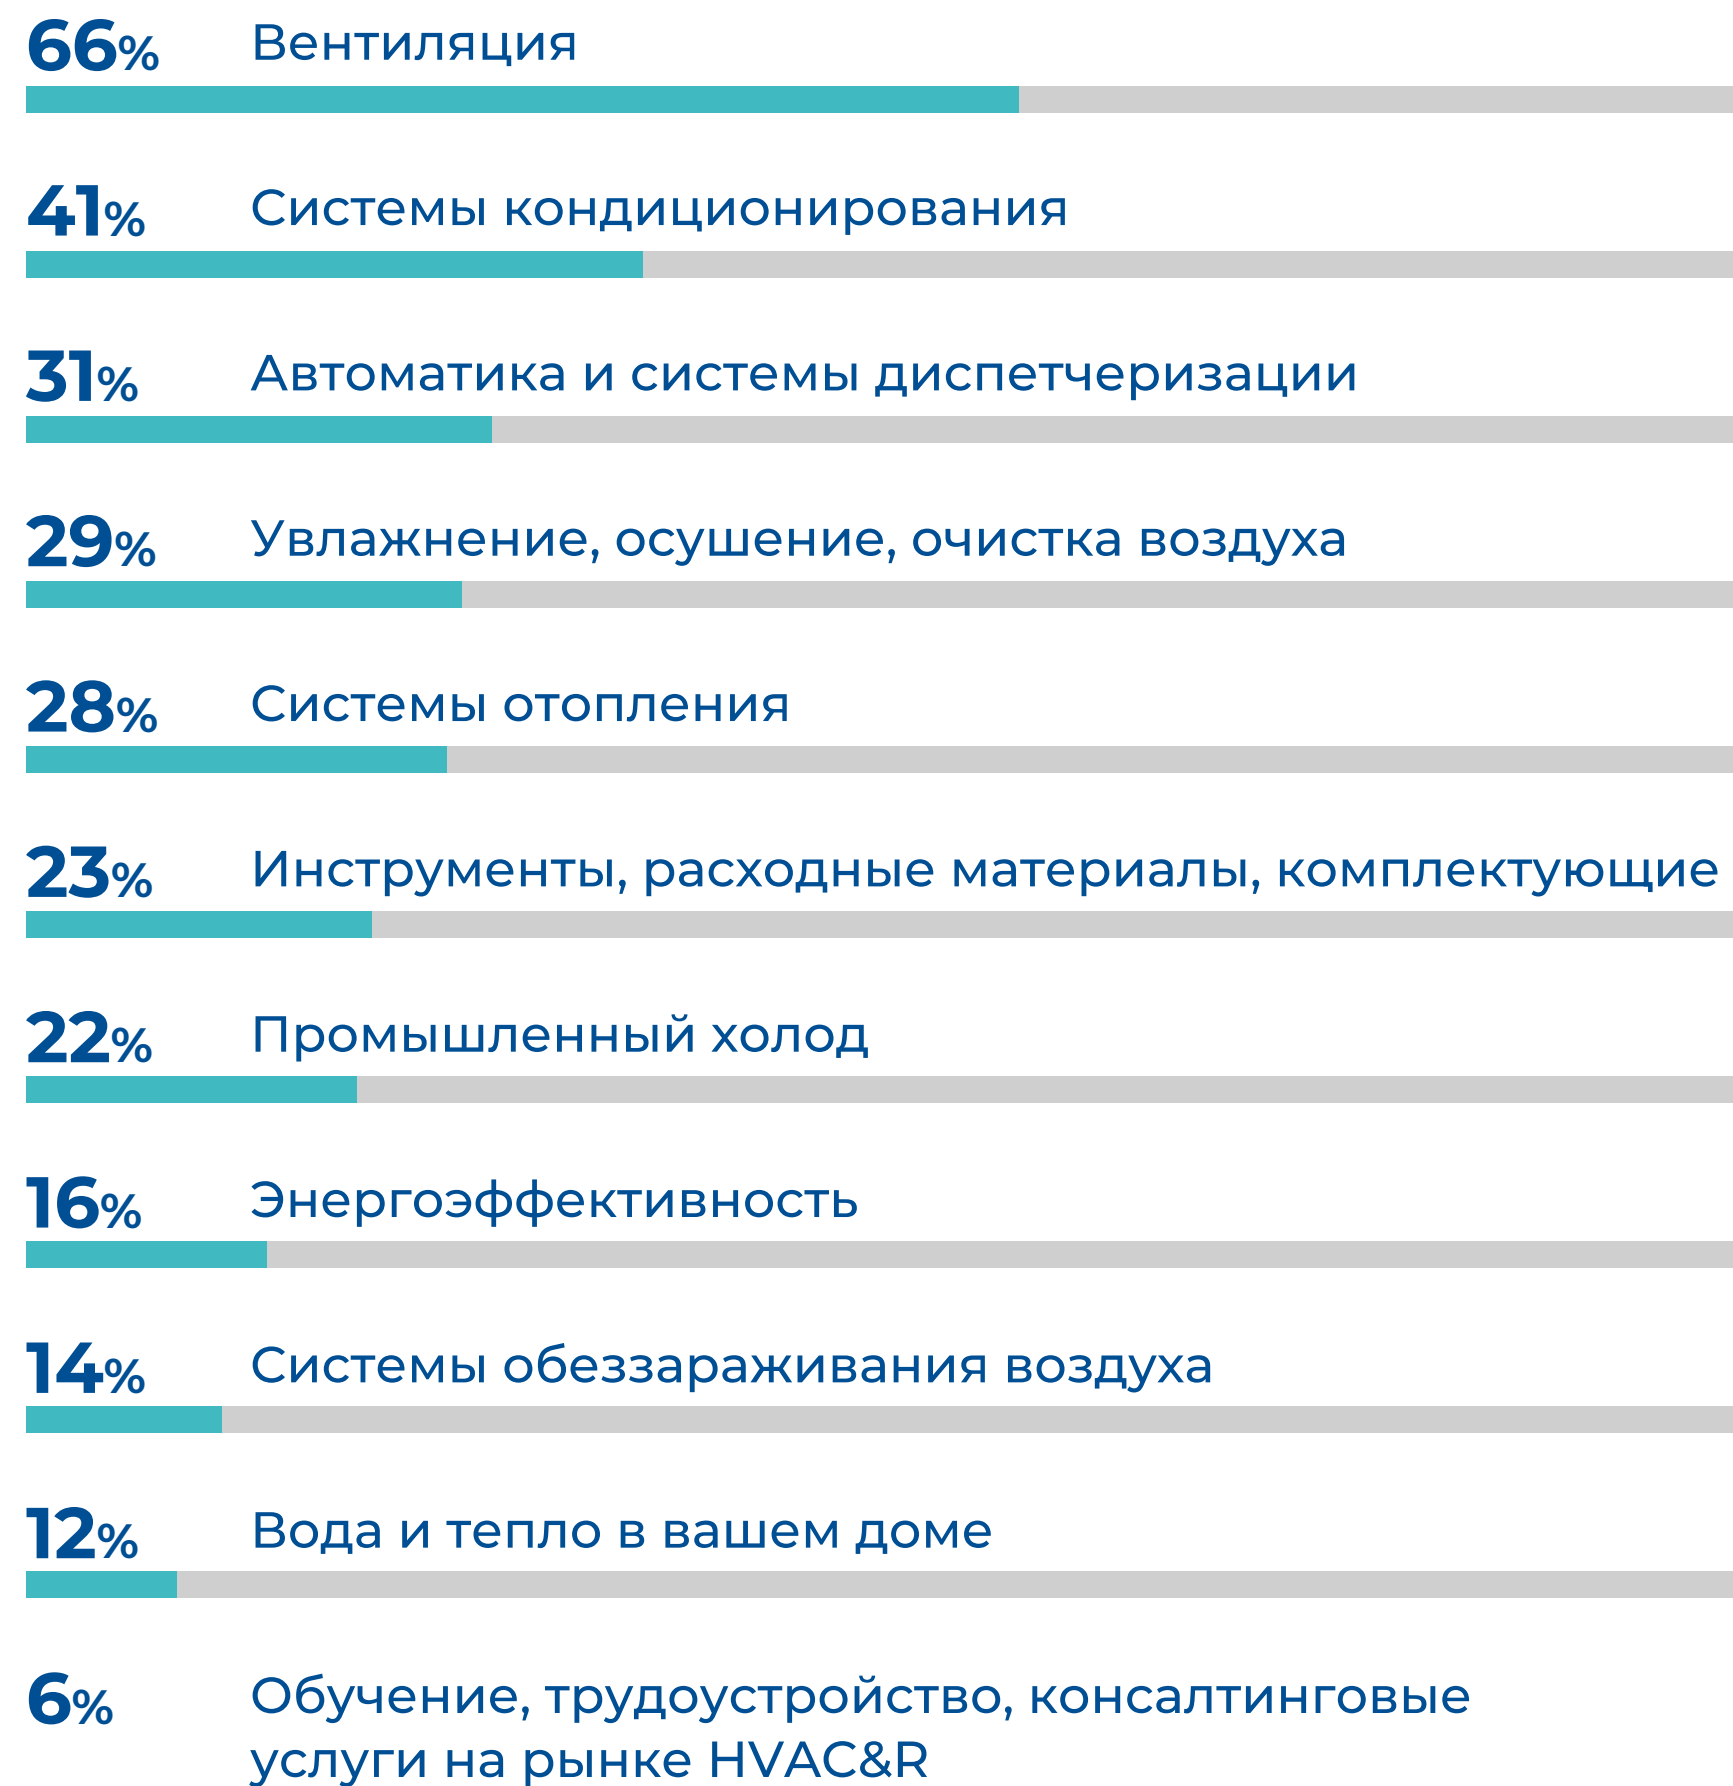 66% Вентиляция
41% Системы кондиционирования
31% Автоматика и системы диспетчеризации
29% Увлажнение, осушение, очистка воздуха
28% Системы отопления
23% Инструменты, расходные материалы, комплектующие
22% Промышленный холод
16% Энергоэффективность
14% Системы обеззараживания воздуха
12% Вода и тепло в вашем доме
6% Обучение, трудоустройство, консалтинговые
услуги на рынке HVAC&R